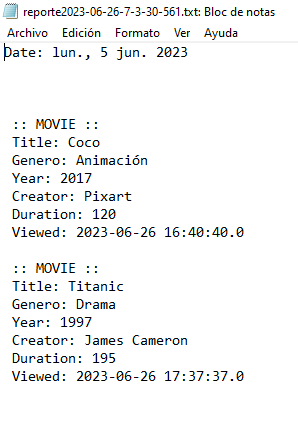 reporte2023-06-26-7-3-30-561.txt: Bloc de notas
Archivo Edición Formato Ver Ayuda
Date: lun., 5 jun. 2023
:: MOVIE ::
Title: Coco
Genero: Animación
Year: 2017
Creator: Pixart
Duration: 120
Viewed: 2023-06-26 16:40:40.0
:: MOVIE ::
Title: Titanic
Genero: Drama
Year: 1997
Creator: James Cameron
Duration: 195
Viewed: 2023-06-26 17:37:37.0